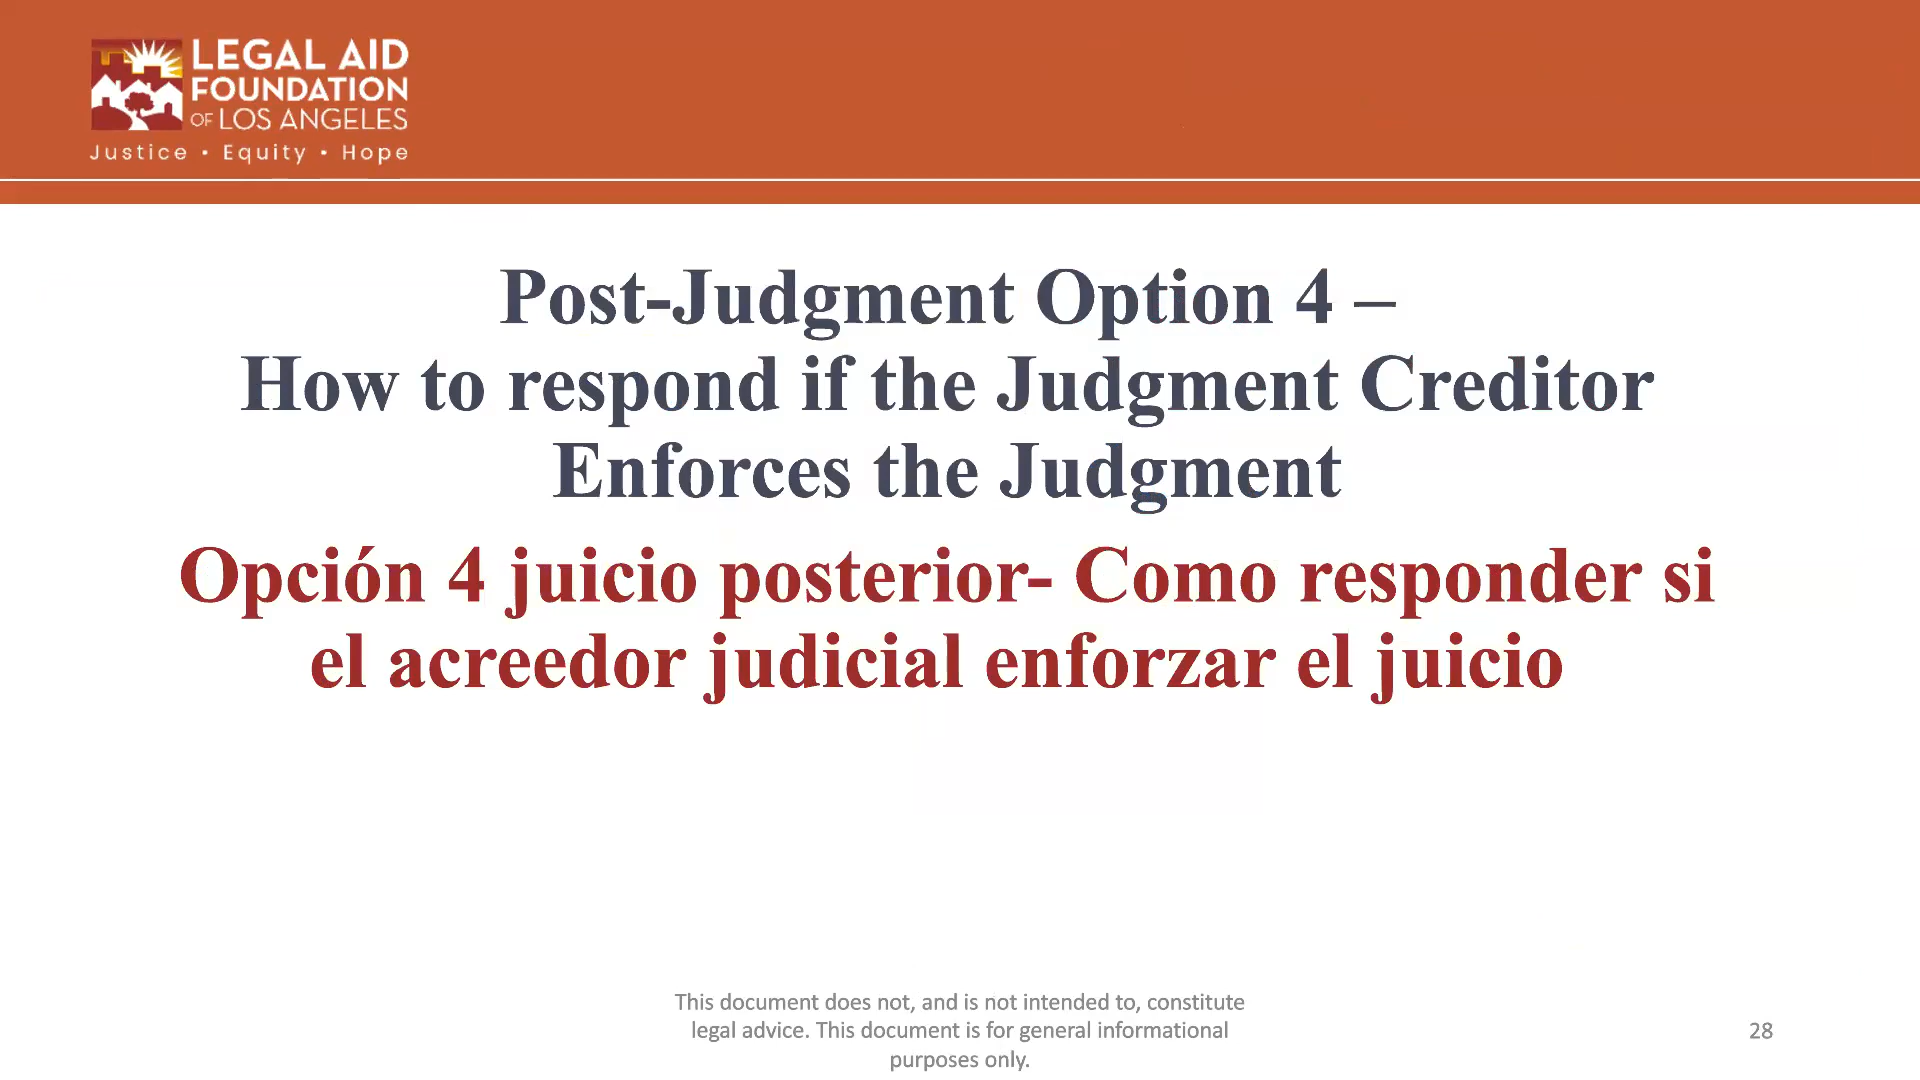 LEGAL AID
FOUNDATION
OF LOS ANGELES
Justice • Equity • Hope
Post-Judgment Option 4 –
How to respond if the Judgment Creditor
Enforces the Judgment
Opción 4 juicio posterior- Como responder si
el acreedor judicial enforzar el juicio
This document does not, and is not intended to, constitute
legal advice. This document is for general informational
purposes only.
28